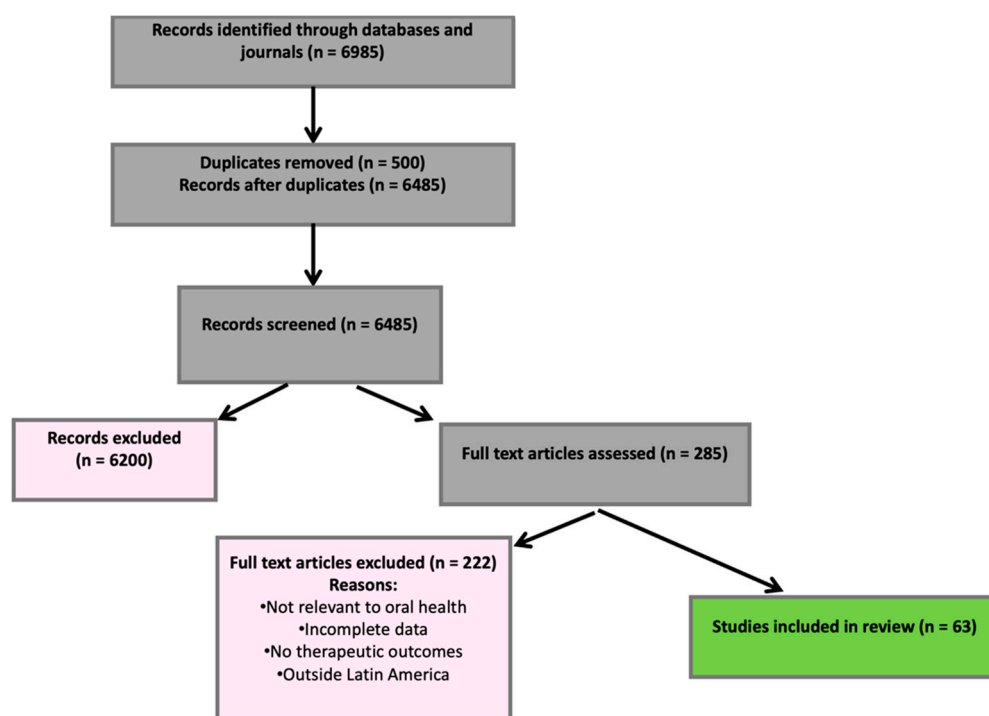 Records identified through databases and
journals (n = 6985)
Duplicates removed (n = 500)
Records after duplicates (n = 6485)
Records screened (n = 6485)
Records excluded
(n = 6200)
Full text articles assessed (n = 285)
Full text articles excluded (n = 222)
Reasons:
•Not relevant to oral health
•Incomplete data
•No therapeutic outcomes
•Outside Latin America
Studies included in review (n = 63)